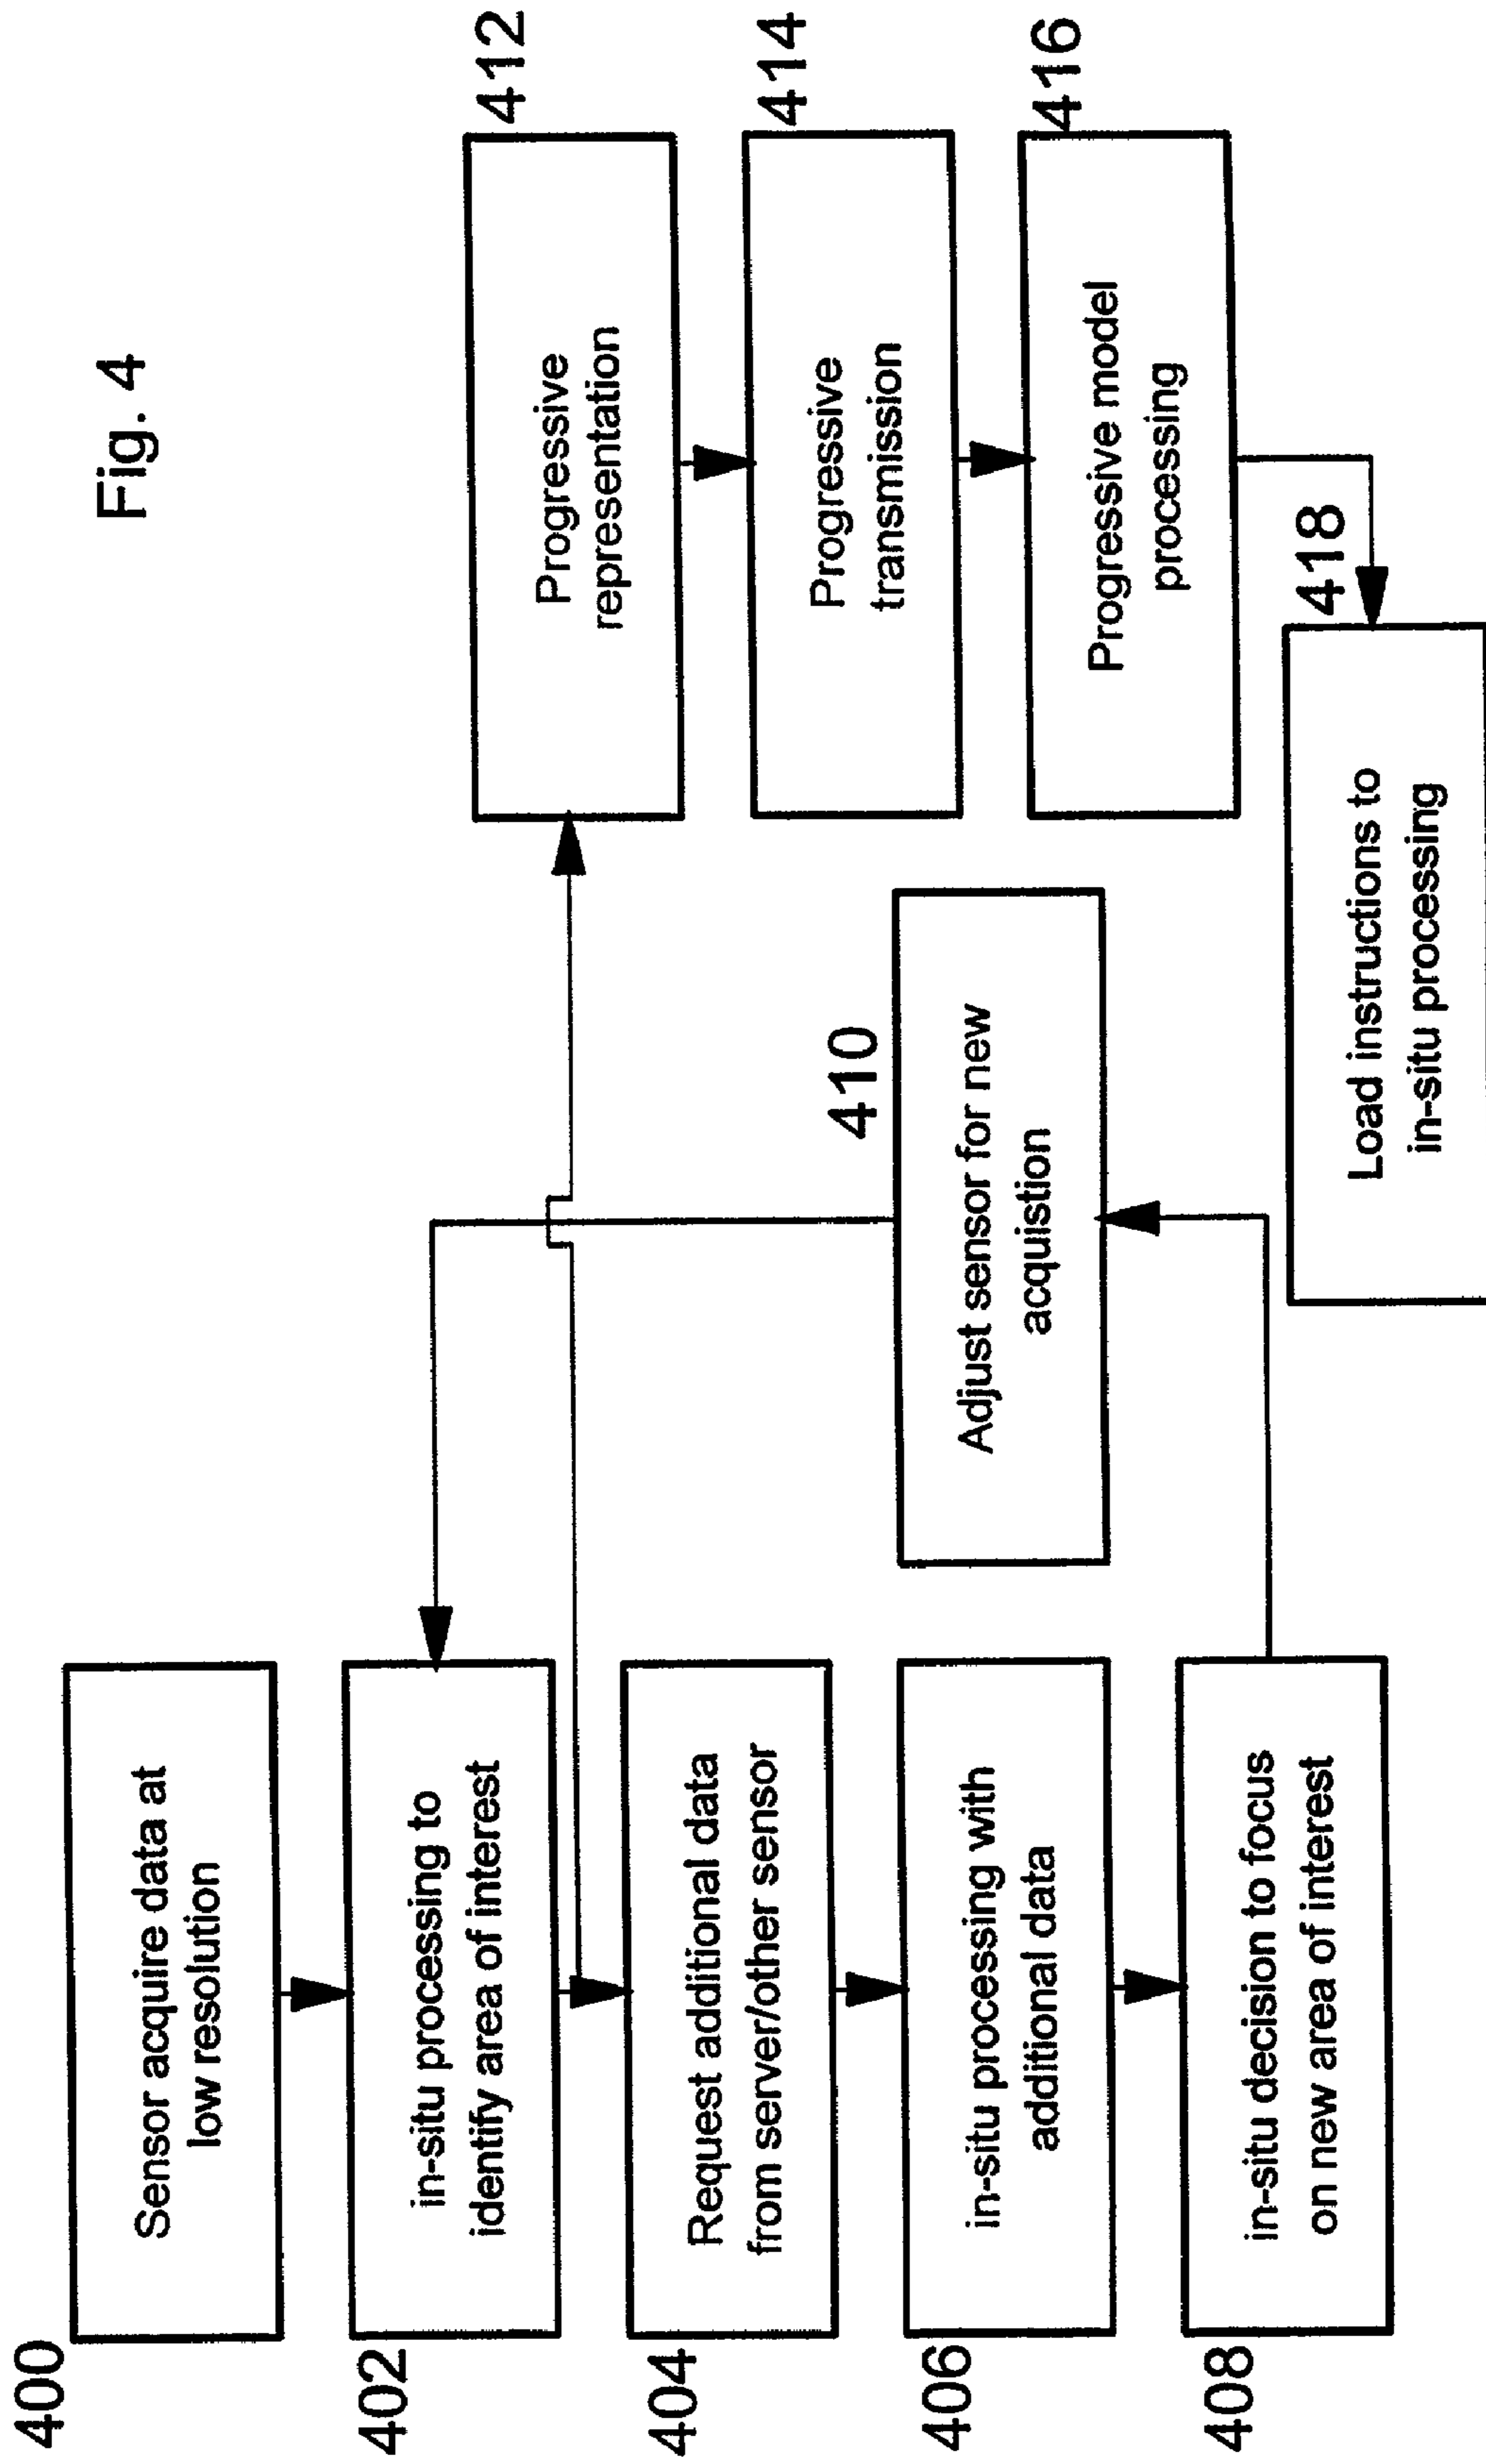 Fig. 4
400
Sensor acquire data at
low resolution
402
in-situ processing to
identify area of interest
404
Request additional data
from server/other sensor
406
in-situ processing with
additional data
408
in-situ decision to focus
on new area of interest
410
Adjust sensor for new
acquistion
412
Progressive
representation
414
Progressive
transmission
416
Progressive model
processing
418
Load instructions to
in-situ processing